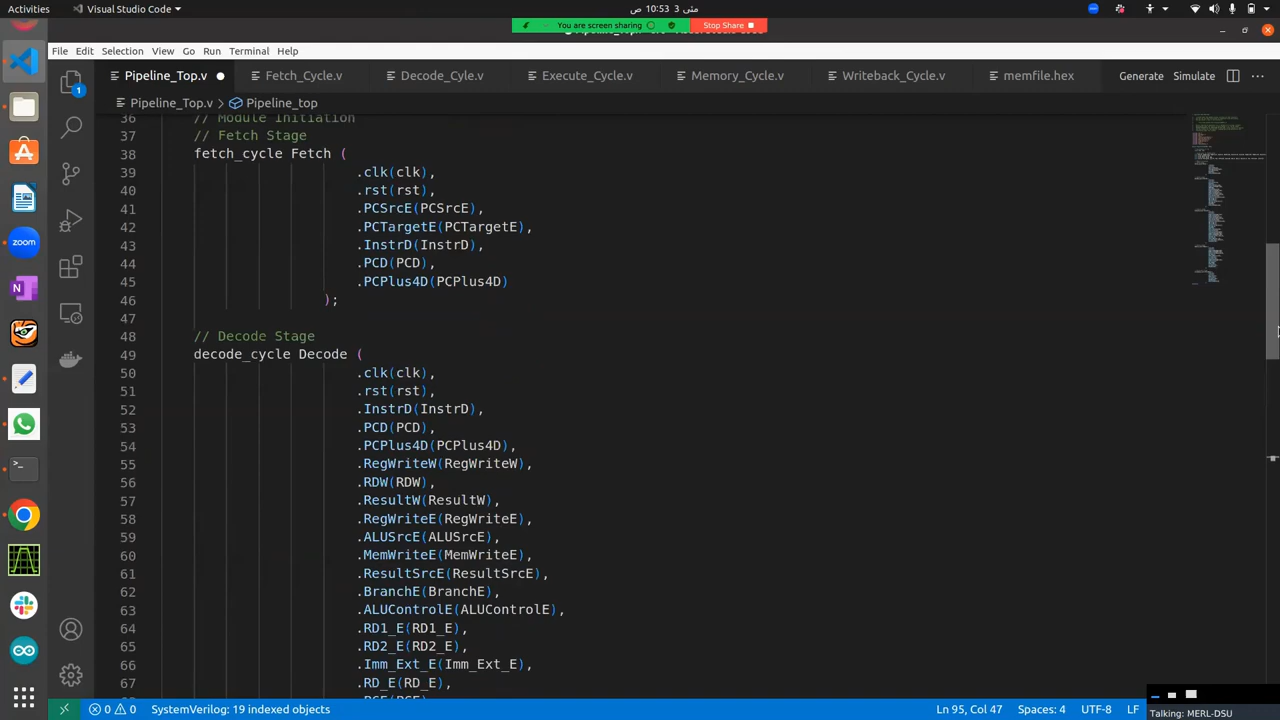 Activities
Visual Studio Code
مئی 3 10:53 ص
You are screen sharing
Stop Share
File Edit Selection View Go Run Terminal Help
Pipeline_Top.v Fetch_Cycle.v Decode_Cyle.v Execute_Cycle.v Memory_Cycle.v Writeback_Cycle.v memfile.hex Generate Simulate
Pipeline_Top.v > Pipeline_top
36 // Module Initiation
37 // Fetch Stage
38 fetch_cycle Fetch (
39 .clk(clk),
40 .rst(rst),
41 .PCSrcE(PCSrcE),
42 .PCTargetE(PCTargetE),
43 .InstrD(InstrD),
44 .PCD(PCD),
45 .PCPlus4D(PCPlus4D)
46 );
47
48 // Decode Stage
49 decode_cycle Decode (
50 .clk(clk),
51 .rst(rst),
52 .InstrD(InstrD),
53 .PCD(PCD),
54 .PCPlus4D(PCPlus4D),
55 .RegWriteW(RegWriteW),
56 .RDW(RDW),
57 .ResultW(ResultW),
58 .RegWriteE(RegWriteE),
59 .ALUSrcE(ALUSrcE),
60 .MemWriteE(MemWriteE),
61 .ResultSrcE(ResultSrcE),
62 .BranchE(BranchE),
63 .ALUControlE(ALUControlE),
64 .RD1_E(RD1_E),
65 .RD2_E(RD2_E),
66 .Imm_Ext_E(Imm_Ext_E),
67 .RD_E(RD_E),
zoom
1
0 0 SystemVerilog: 19 indexed objects Ln 95, Col 47 Spaces: 4 UTF-8 LF
Talking: MERL-DSU